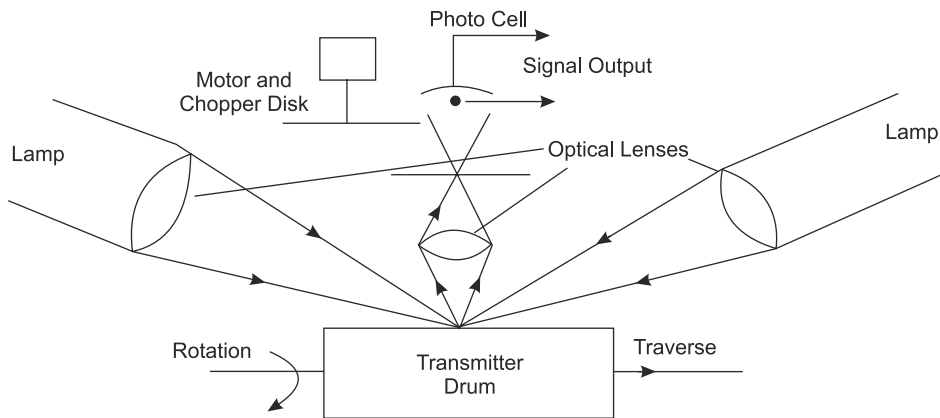 Photo Cell
Signal Output
Motor and
Chopper Disk
Lamp
Optical Lenses
Lamp
Rotation
Transmitter
Drum
Traverse